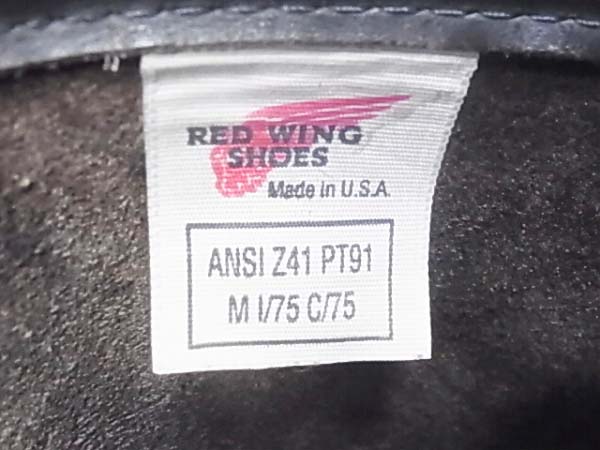 RED WING
SHOES
Made in U.S.A.
ANSI Z41 PT91
M I/75 C/75